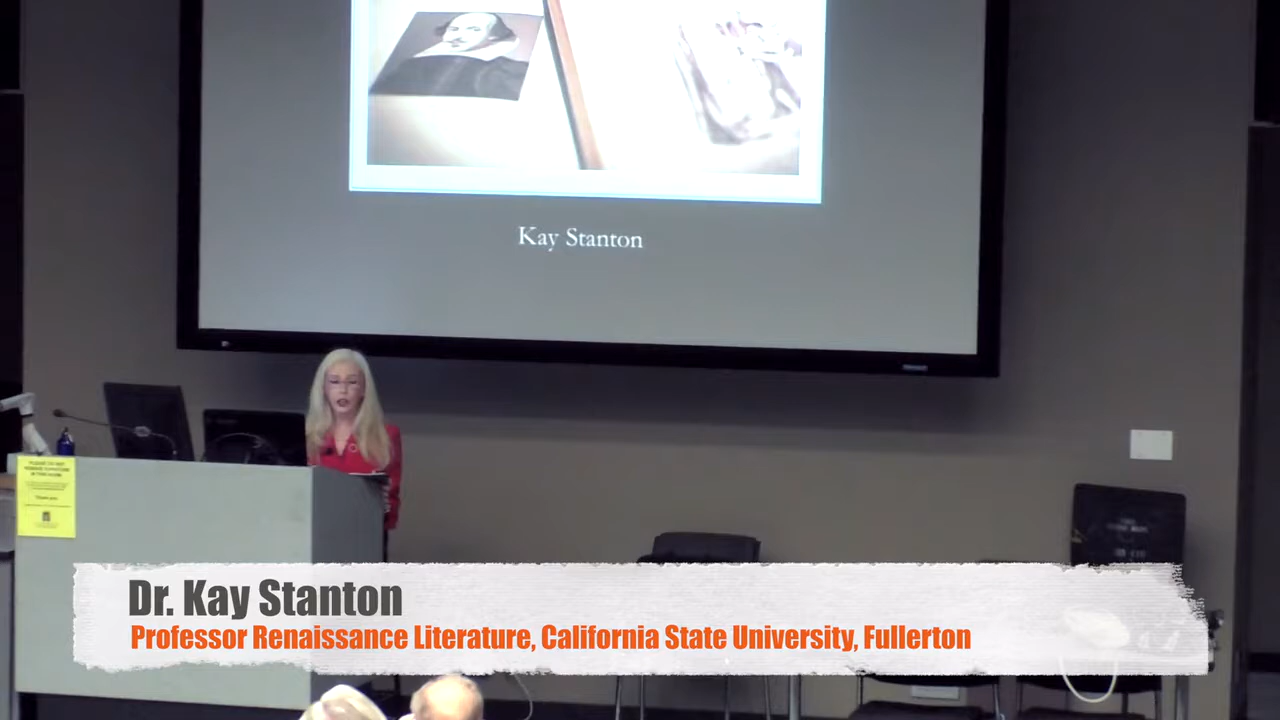 Kay Stanton
Dr. Kay Stanton
Professor Renaissance Literature, California State University, Fullerton